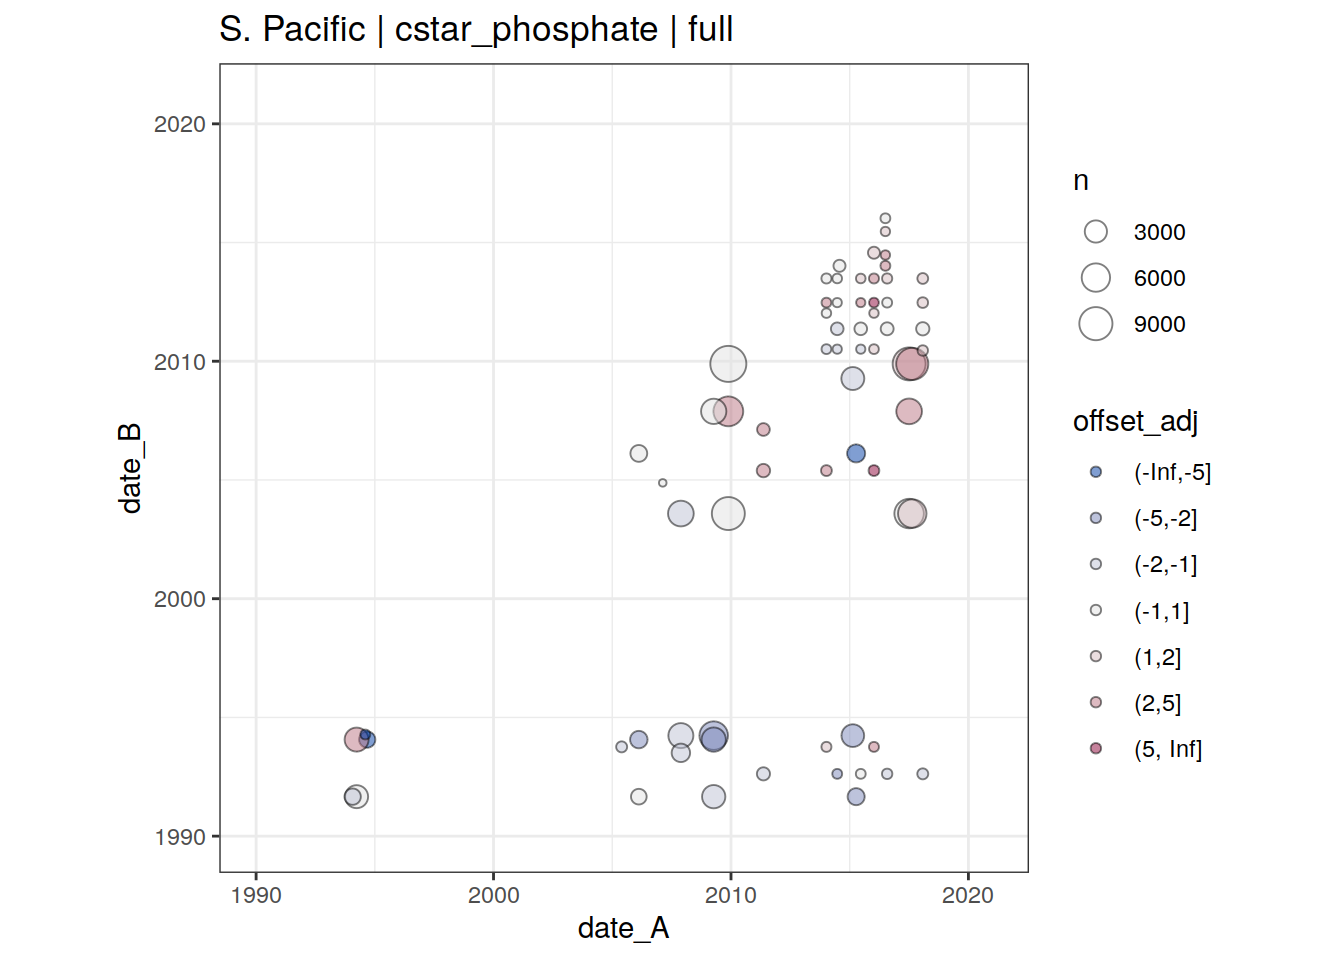 S. Pacific | cstar_phosphate | full
2020
2010
2000
1990
date_B
1990 2000 2010 2020
date_A
n
3000
6000
9000
offset_adj
(-Inf,-5]
(-5,-2]
(-2,-1]
(-1,1]
(1,2]
(2,5]
(5, Inf]